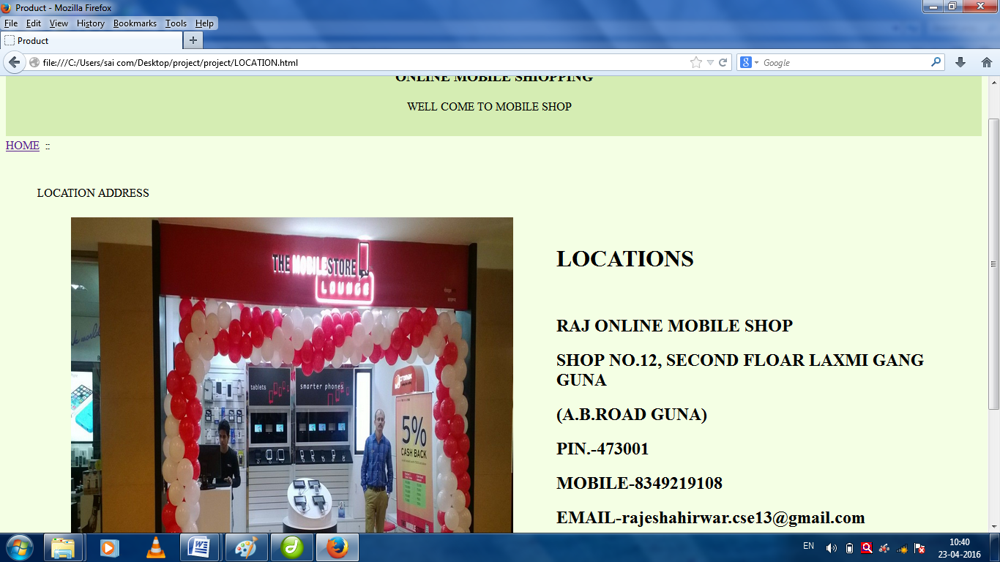 Product - Mozilla Firefox
File Edit View History Bookmarks Tools Help
Product
file:///C:/Users/sai com/Desktop/project/project/LOCATION.html
Google
ONLINE MOBILE SHIOPPING
WELL COME TO MOBILE SHOP
HOME ::
LOCATION ADDRESS
THE MOBILE STORE
LOUNGE
tablets
smarter phones
5%
CASH BACK
LOCATIONS
RAJ ONLINE MOBILE SHOP
SHOP NO.12, SECOND FLOAR LAXMI GANG
GUNA
(A.B.ROAD GUNA)
PIN.-473001
MOBILE-8349219108
EMAIL-rajeshahirwar.cse13@gmail.com
EN
10:40
23-04-2016